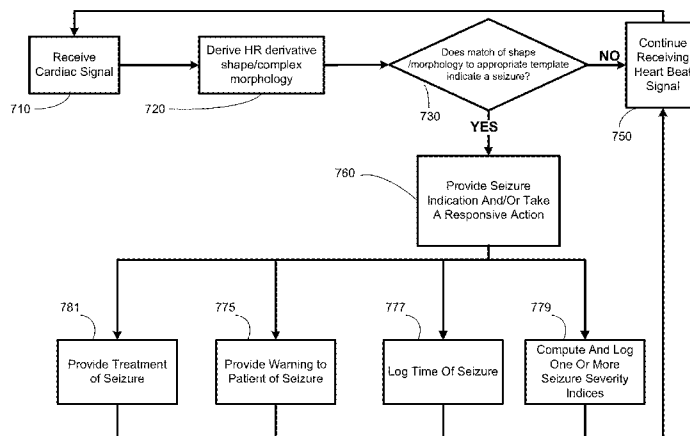 Receive
Cardiac Signal
710
Derive HR derivative
shape/complex
morphology
720
Does match of shape
/morphology to appropriate template
indicate a seizure?
730
NO
YES
Continue
Receiving
Heart Beat
Signal
750
760
Provide Seizure
Indication And/Or Take
A Responsive Action
781
Provide Treatment
of Seizure
775
Provide Warning to
Patient of Seizure
777
Log Time Of Seizure
779
Compute And Log
One Or More
Seizure Severity
Indices